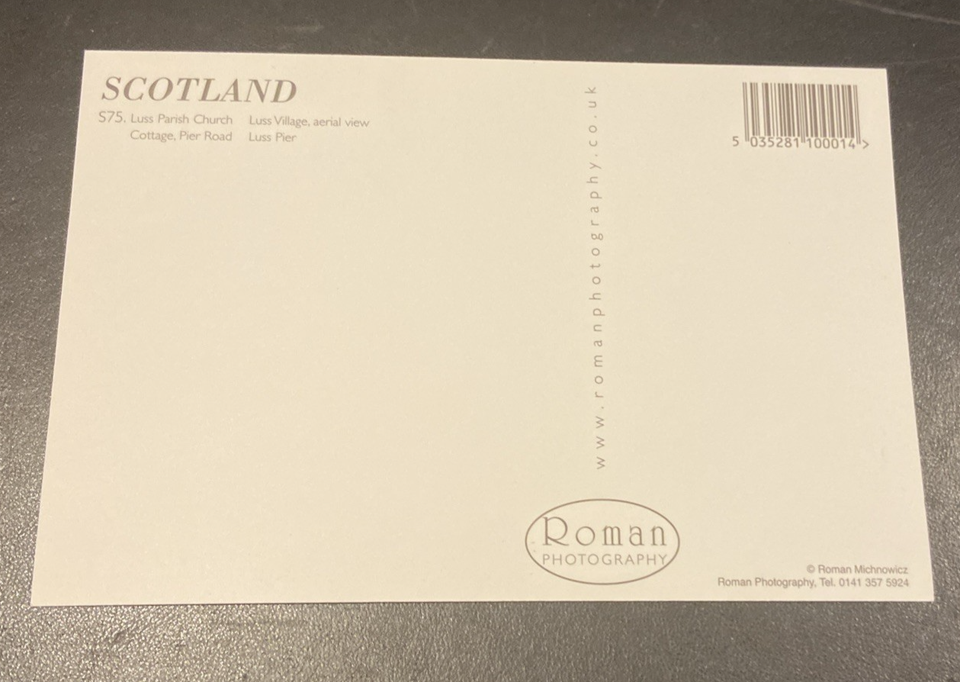 SCOTLAND
S75. Luss Parish Church Luss Village, aerial view
Cottage, Pier Road Luss Pier
www.romanphotography.co.uk
5 035281 100014 >
Roman
PHOTOGRAPHY
© Roman Michnowicz
Roman Photography, Tel. 0141 357 5924